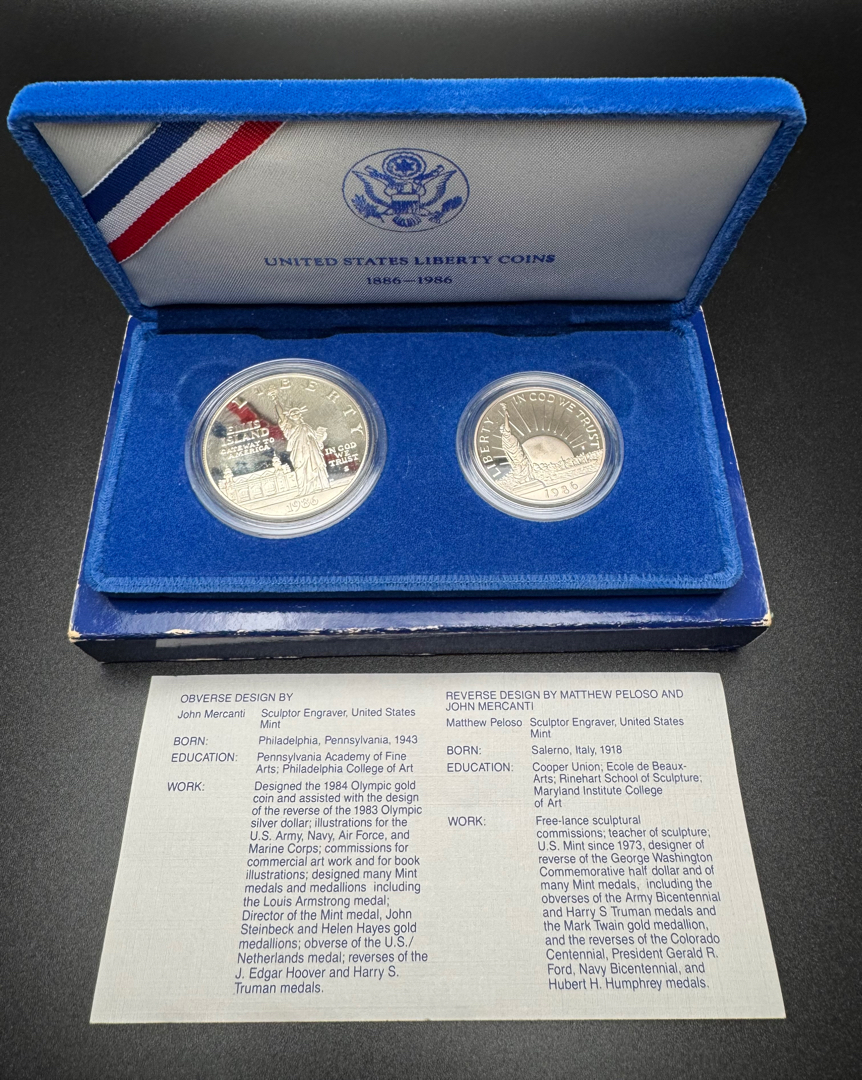 UNITED STATES LIBERTY COINS
1886–1986
LIBERTY
ELLIS
ISLAND
GATEWAY TO
AMERICA
IN GOD
WE
TRUST
S
1986
LIBERTY
IN GOD WE TRUST
1986
OBVERSE DESIGN BY
John Mercanti Sculptor Engraver, United States
Mint
BORN: Philadelphia, Pennsylvania, 1943
EDUCATION: Pennsylvania Academy of Fine
Arts; Philadelphia College of Art
WORK: Designed the 1984 Olympic gold
coin and assisted with the design
of the reverse of the 1983 Olympic
silver dollar; illustrations for the
U.S. Army, Navy, Air Force, and
Marine Corps; commissions for
commercial art work and for book
illustrations; designed many Mint
medals and medallions including
the Louis Armstrong medal;
Director of the Mint medal, John
Steinbeck and Helen Hayes gold
medallions; obverse of the U.S./
Netherlands medal; reverses of the
J. Edgar Hoover and Harry S.
Truman medals.
REVERSE DESIGN BY MATTHEW PELOSO AND
JOHN MERCANTI
Matthew Peloso Sculptor Engraver, United States
Mint
BORN: Salerno, Italy, 1918
EDUCATION: Cooper Union; Ecole de Beaux-
Arts; Rinehart School of Sculpture;
Maryland Institute College
of Art
WORK: Free-lance sculptural
commissions; teacher of sculpture;
U.S. Mint since 1973, designer of
reverse of the George Washington
Commemorative half dollar and of
many Mint medals, including the
obverses of the Army Bicentennial
and Harry S Truman medals and
the Mark Twain gold medallion,
and the reverses of the Colorado
Centennial, President Gerald R.
Ford, Navy Bicentennial, and
Hubert H. Humphrey medals.